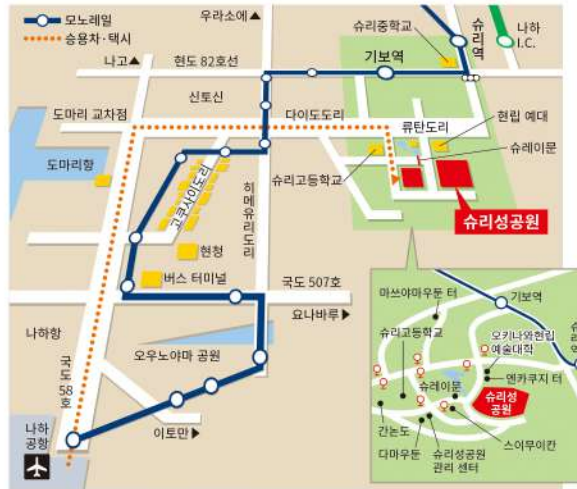 모노레일
승용차·택시
우라소에▲
슈리중학교
슈리역
나하
I.C.
나고▲
현도 82호선
기보역
신토신
도마리 교차점
다이도도리
류탄도리
현립 예대
도마리항
슈레이문
슈리고등학교
고쿠사이도리
히메유리도리
슈리성공원
현청
버스 터미널
국도 507호
요나바루▶
나하항
국도 58호
오우노야마 공원
이토만▶
나하
공항
마쓰야마우둔 터
기보역
슈리고등학교
오키나와현립
예술대학
슈리역
엔카쿠지 터
슈레이문
슈리성
공원
간논도
다마우둔
슈리성공원
관리 센터
스이무이칸